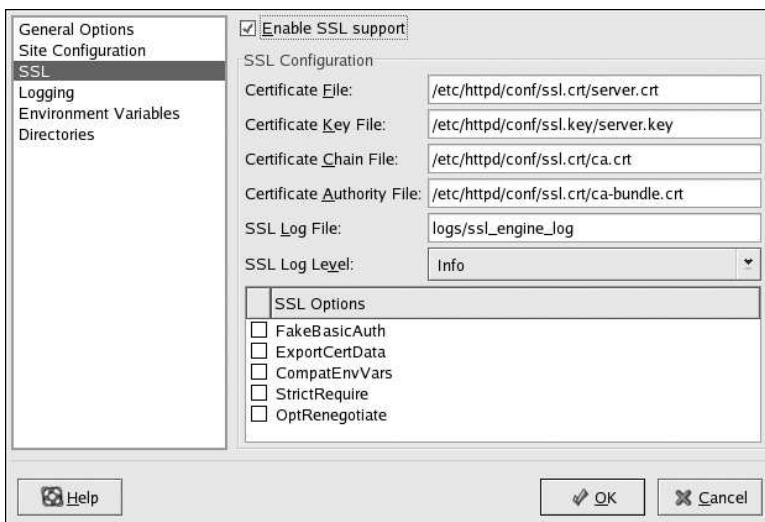 General Options
Site Configuration
SSL
Logging
Environment Variables
Directories
Enable SSL support
SSL Configuration
Certificate File: /etc/httpd/conf/ssl.crt/server.crt
Certificate Key File: /etc/httpd/conf/ssl.key/server.key
Certificate Chain File: /etc/httpd/conf/ssl.crt/ca.crt
Certificate Authority File: /etc/httpd/conf/ssl.crt/ca-bundle.crt
SSL Log File: logs/ssl_engine_log
SSL Log Level: Info
SSL Options
FakeBasicAuth
ExportCertData
CompatEnvVars
StrictRequire
OptRenegotiate
Help
OK
Cancel